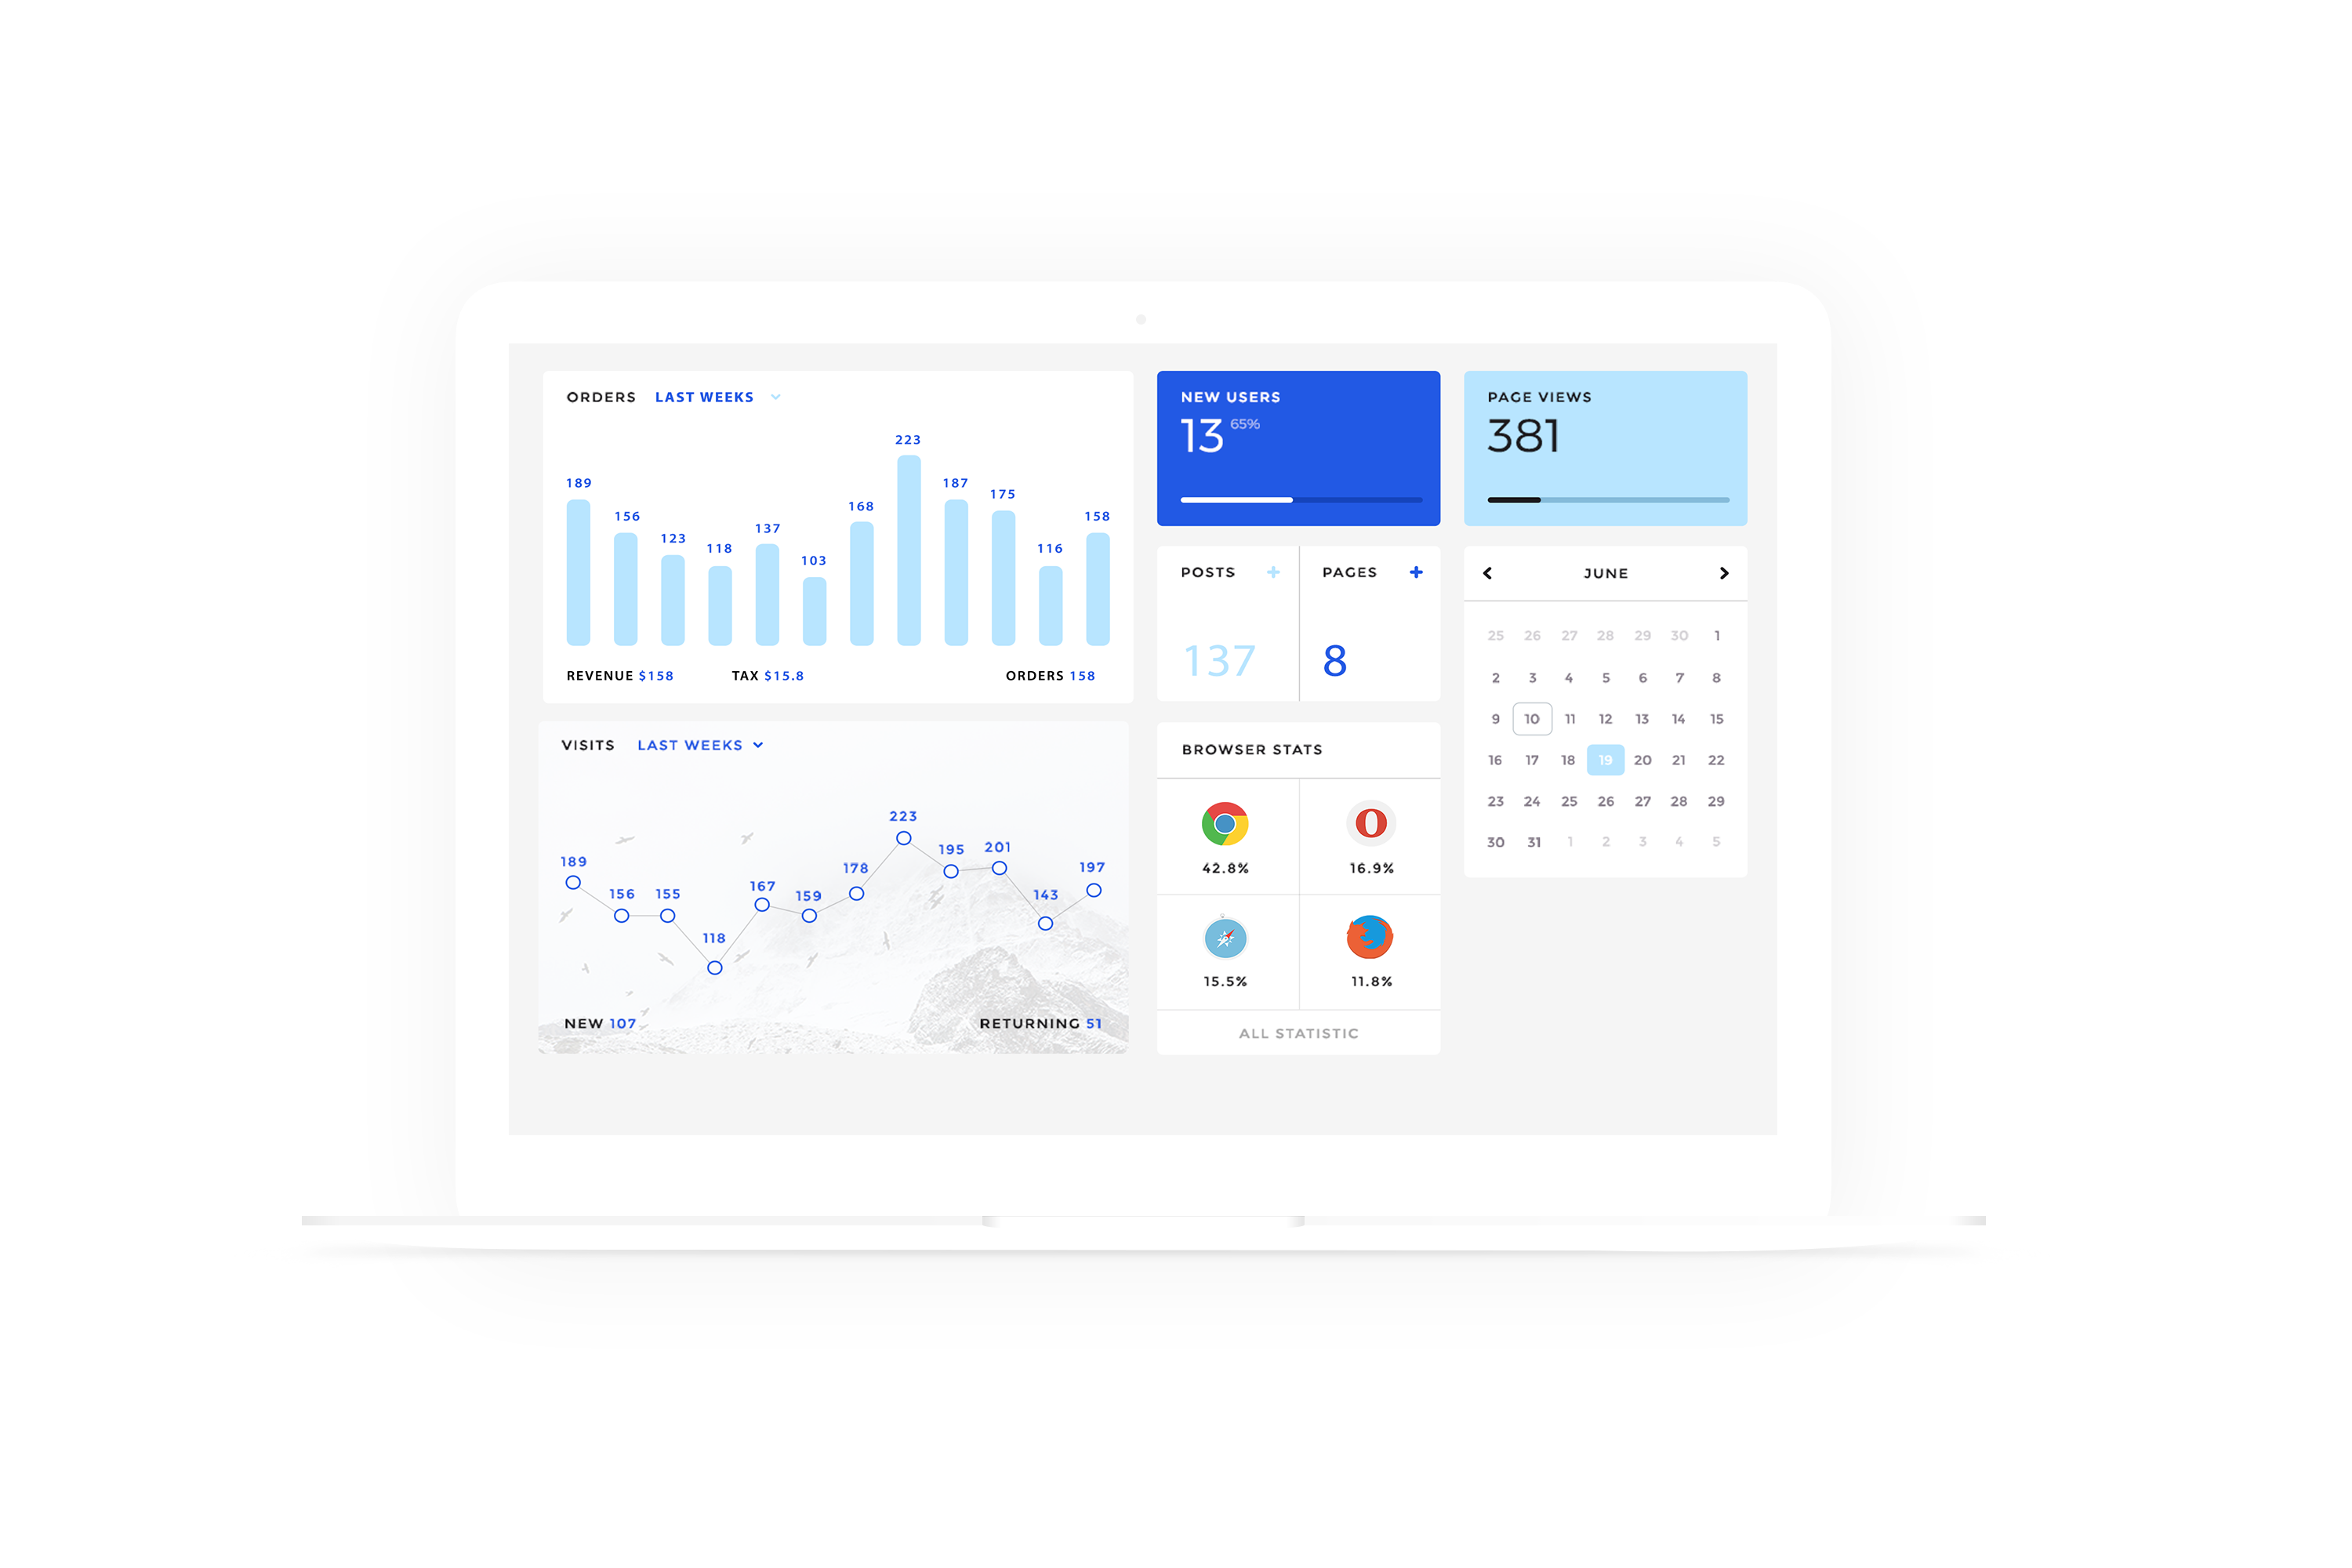 ORDERS LAST WEEKS
223
189
187
175
168
156
158
137
123
118
116
103
REVENUE $158 TAX $15.8 ORDERS 158
NEW USERS
13 65%
PAGE VIEWS
381
POSTS
137
PAGES
8
JUNE
25 26 27 28 29 30 1
2 3 4 5 6 7 8
9 10 11 12 13 14 15
16 17 18 19 20 21 22
23 24 25 26 27 28 29
30 31 1 2 3 4 5
VISITS LAST WEEKS
223
195 201
189
178
197
167
156 155
159
143
118
NEW 107 RETURNING 51
BROWSER STATS
42.8% 16.9%
15.5% 11.8%
ALL STATISTIC